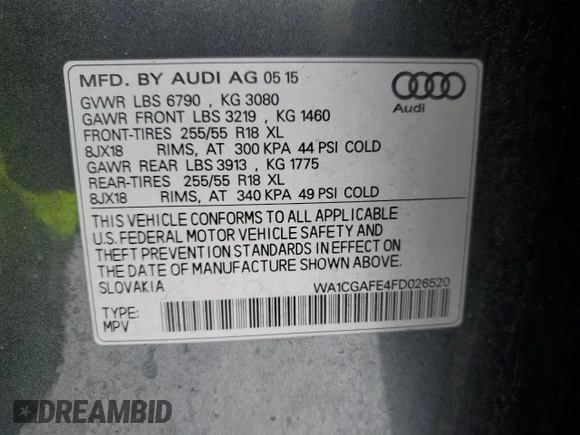 MFD. BY AUDI AG 05 15
GVWR LBS 6790 , KG 3080
GAWR FRONT LBS 3219 , KG 1460
FRONT-TIRES 255/55 R18 XL
8JX18 RIMS, AT 300 KPA 44 PSI COLD
GAWR REAR LBS 3913 , KG 1775
REAR-TIRES 255/55 R18 XL
8JX18 RIMS, AT 340 KPA 49 PSI COLD
Audi
THIS VEHICLE CONFORMS TO ALL APPLICABLE
U.S. FEDERAL MOTOR VEHICLE SAFETY AND
THEFT PREVENTION STANDARDS IN EFFECT ON
THE DATE OF MANUFACTURE SHOWN ABOVE.
SLOVAKIA WA1CGAFE4FD026520
TYPE:
MPV
DREAMBID